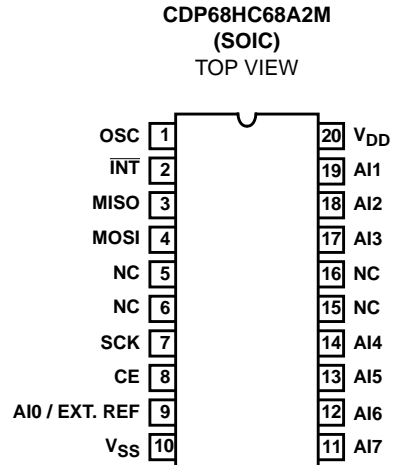 CDP68HC68A2M
(SOIC)
TOP VIEW
OSC 1 20 VDD
INT 2 19 AI1
MISO 3 18 AI2
MOSI 4 17 AI3
NC 5 16 NC
NC 6 15 NC
SCK 7 14 AI4
CE 8 13 AI5
AI0 / EXT. REF 9 12 AI6
VSS 10 11 AI7